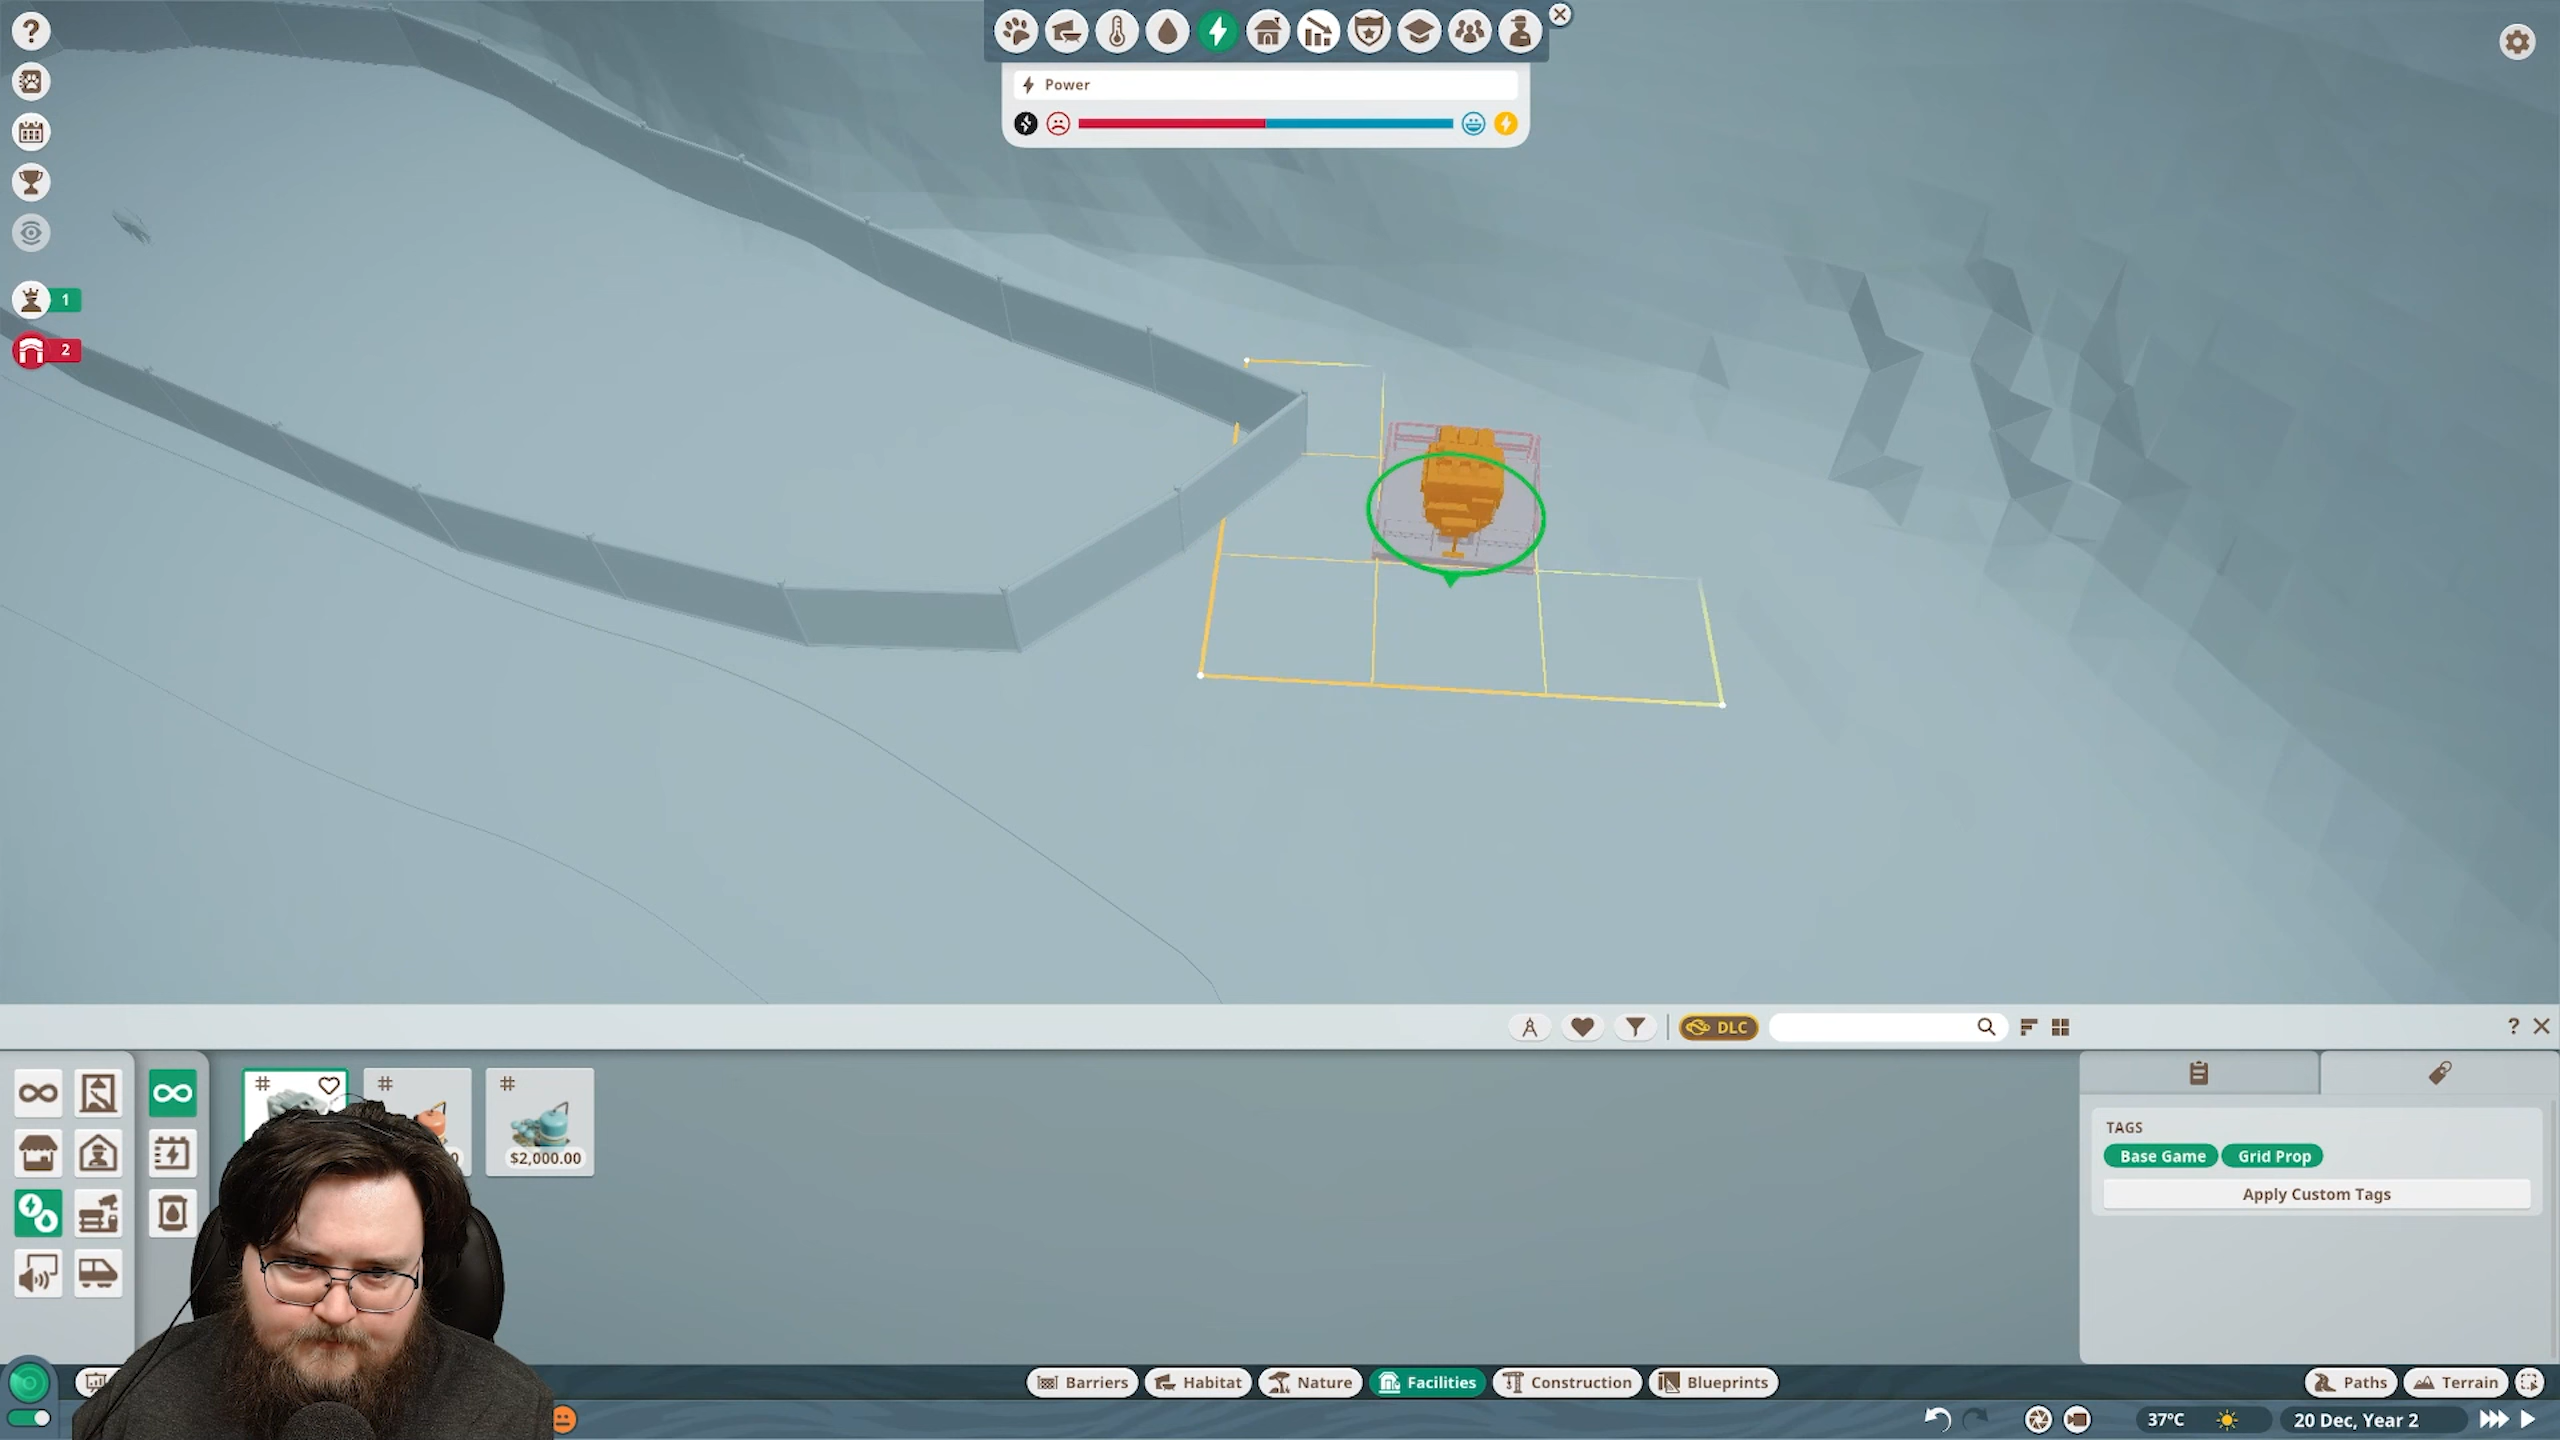 ?
Power
1
2
DLC
?
#
#
#
0
$2,000.00
TAGS
Base Game
Grid Prop
Apply Custom Tags
Barriers
Habitat
Nature
Facilities
Construction
Blueprints
Paths
Terrain
37°C
20 Dec, Year 2